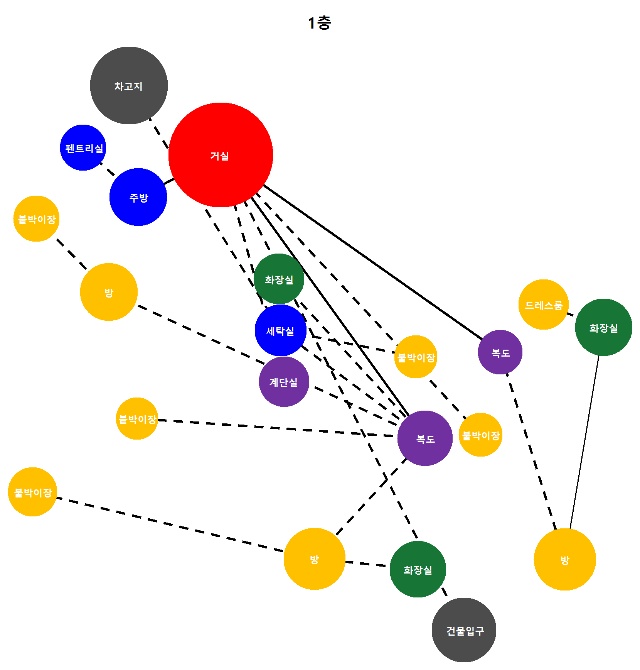 1층
차고지
펜트리실
거실
주방
붙박이장
방
화장실
드레스룸
세탁실
화장실
붙박이장
복도
계단실
붙박이장
복도
붙박이장
붙박이장
방
화장실
방
건물입구